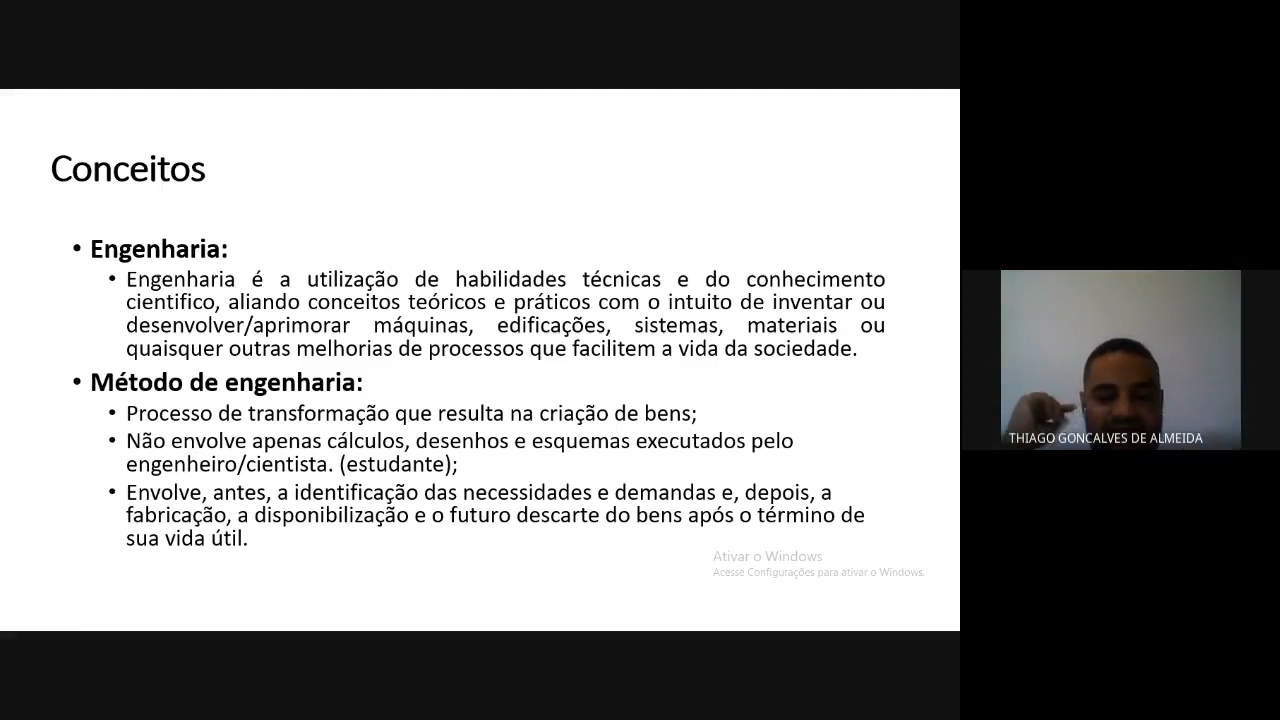 Conceitos
• Engenharia:
• Engenharia é a utilização de habilidades técnicas e do conhecimento
cientifico, aliando conceitos teóricos e práticos com o intuito de inventar ou
desenvolver/aprimorar máquinas, edificações, sistemas, materiais ou
quaisquer outras melhorias de processos que facilitem a vida da sociedade.
• Método de engenharia:
• Processo de transformação que resulta na criação de bens;
• Não envolve apenas cálculos, desenhos e esquemas executados pelo
engenheiro/cientista. (estudante);
• Envolve, antes, a identificação das necessidades e demandas e, depois, a
fabricação, a disponibilização e o futuro descarte do bens após o término de
sua vida útil.
Ativar o Windows
Acesse Configurações para ativar o Windows.
THIAGO GONCALVES DE ALMEIDA